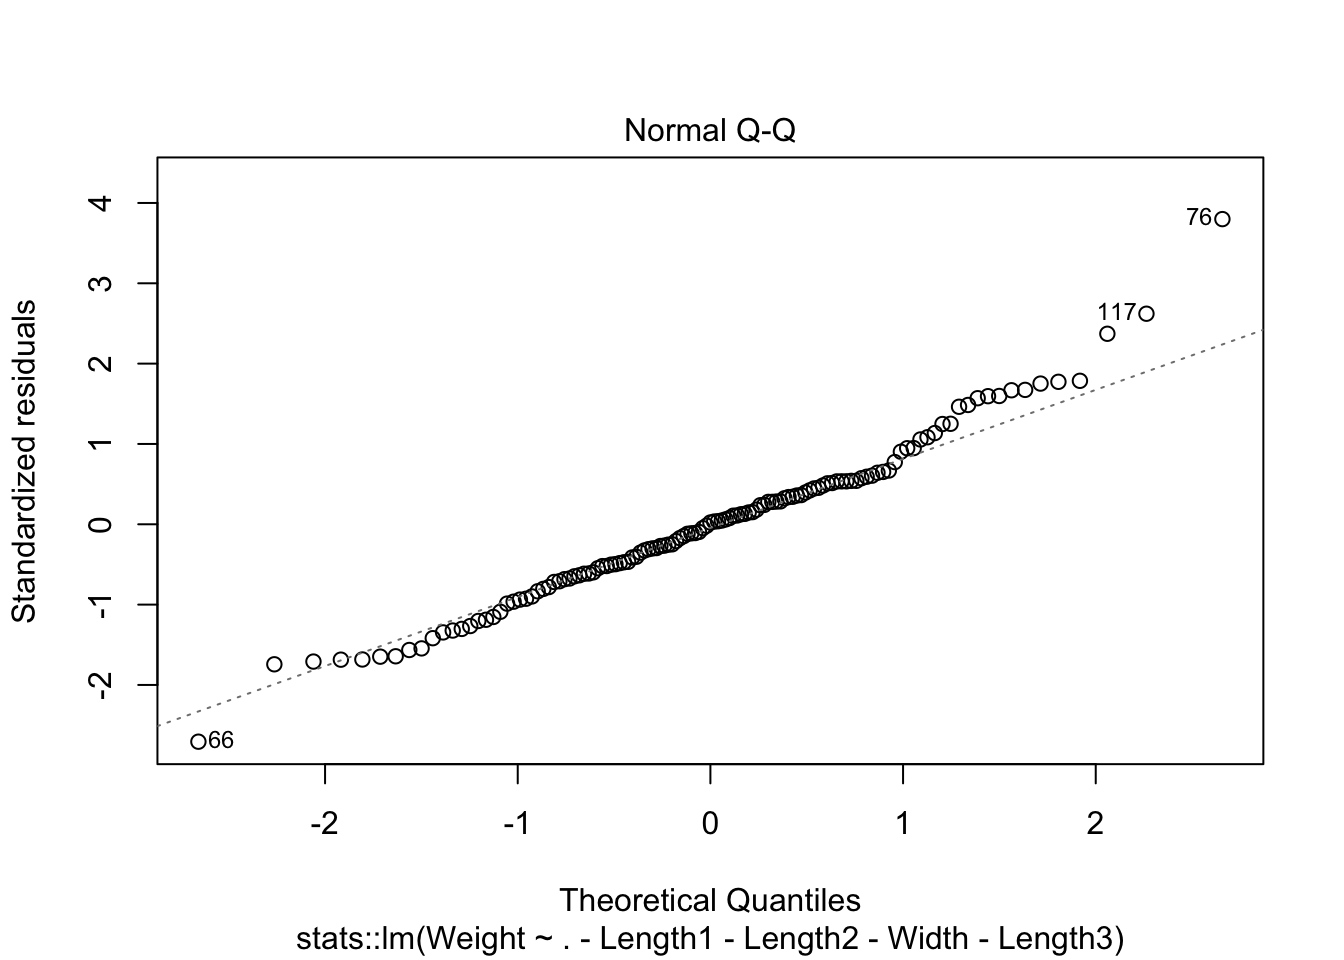 Normal Q-Q
Standardized residuals
4
3
2
1
0
-1
-2
76
117
66
-2 -1 0 1 2
Theoretical Quantiles
stats::lm(Weight ~ . - Length1 - Length2 - Width - Length3)